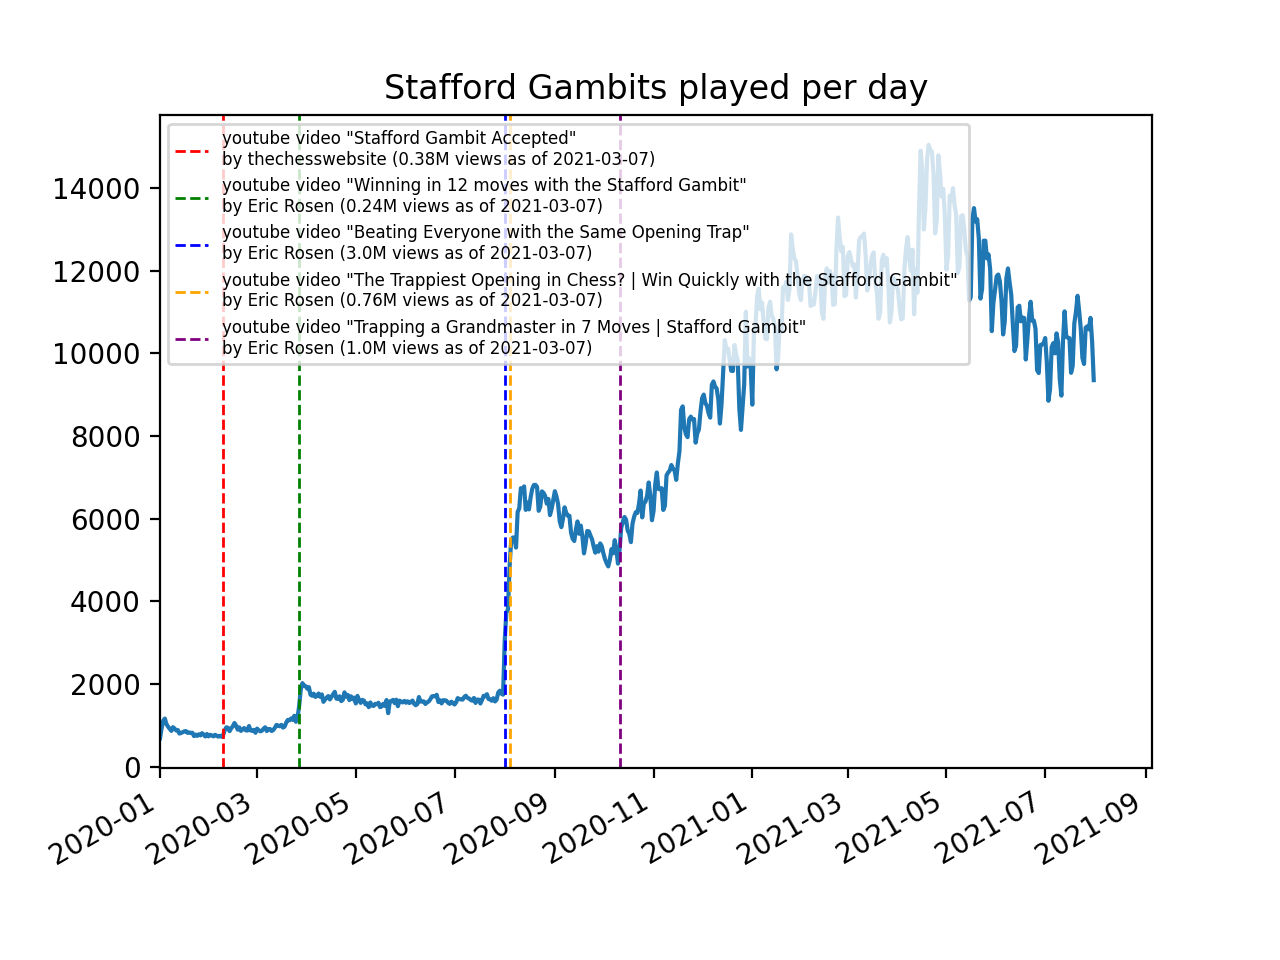 Stafford Gambits played per day
youtube video "Stafford Gambit Accepted"
by thechesswebsite (0.38M views as of 2021-03-07)
youtube video "Winning in 12 moves with the Stafford Gambit"
by Eric Rosen (0.24M views as of 2021-03-07)
youtube video "Beating Everyone with the Same Opening Trap"
by Eric Rosen (3.0M views as of 2021-03-07)
youtube video "The Trappiest Opening in Chess? | Win Quickly with the Stafford Gambit"
by Eric Rosen (0.76M views as of 2021-03-07)
youtube video "Trapping a Grandmaster in 7 Moves | Stafford Gambit"
by Eric Rosen (1.0M views as of 2021-03-07)
14000
12000
10000
8000
6000
4000
2000
0
2020-01
2020-03
2020-05
2020-07
2020-09
2020-11
2021-01
2021-03
2021-05
2021-07
2021-09